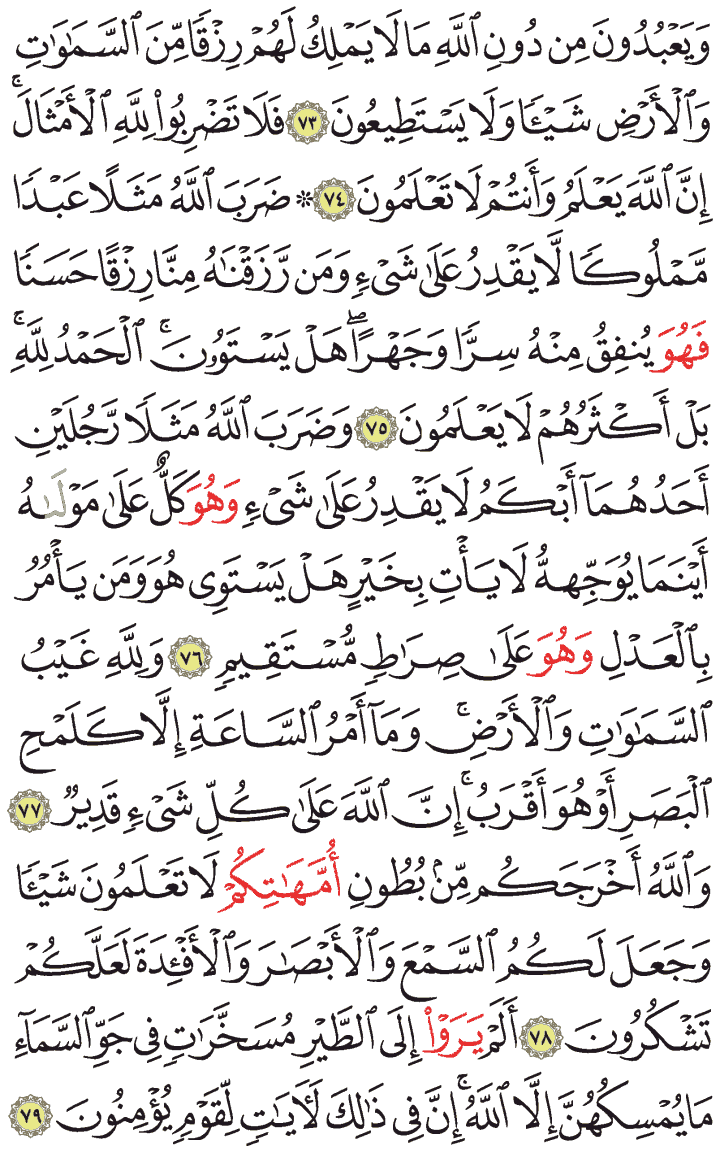 وَيَعۡبُدُونَ مِن دُونِ ٱللَّهِ مَا لَا يَمۡلِكُ لَهُمۡ رِزۡقٗا مِّنَ ٱلسَّمَٰوَٰتِ
وَٱلۡأَرۡضِ شَيۡـٔٗا وَلَا يَسۡتَطِيعُونَ ٧٣ فَلَا تَضۡرِبُواْ لِلَّهِ ٱلۡأَمۡثَالَۚ
إِنَّ ٱللَّهَ يَعۡلَمُ وَأَنتُمۡ لَا تَعۡلَمُونَ ٧٤ ۞ ضَرَبَ ٱللَّهُ مَثَلًا عَبۡدٗا
مَّمۡلُوكٗا لَّا يَقۡدِرُ عَلَىٰ شَيۡءٖ وَمَن رَّزَقۡنَٰهُ مِنَّا رِزۡقًا حَسَنٗا
فَهُوَ يُنفِقُ مِنۡهُ سِرّٗا وَجَهۡرًاۖ هَلۡ يَسۡتَوُۥنَۚ ٱلۡحَمۡدُ لِلَّهِۚ
بَلۡ أَكۡثَرُهُمۡ لَا يَعۡلَمُونَ ٧٥ وَضَرَبَ ٱللَّهُ مَثَلٗا رَّجُلَيۡنِ
أَحَدُهُمَآ أَبۡكَمُ لَا يَقۡدِرُ عَلَىٰ شَيۡءٖ وَهُوَ كَلٌّ عَلَىٰ مَوۡلَىٰهُ
أَيۡنَمَا يُوَجِّههُّ لَا يَأۡتِ بِخَيۡرٍ هَلۡ يَسۡتَوِي هُوَ وَمَن يَأۡمُرُ
بِٱلۡعَدۡلِ وَهُوَ عَلَىٰ صِرَٰطٖ مُّسۡتَقِيمٖ ٧٦ وَلِلَّهِ غَيۡبُ
ٱلسَّمَٰوَٰتِ وَٱلۡأَرۡضِۚ وَمَآ أَمۡرُ ٱلسَّاعَةِ إِلَّا كَلَمۡحِ
ٱلۡبَصَرِ أَوۡ هُوَ أَقۡرَبُۚ إِنَّ ٱللَّهَ عَلَىٰ كُلِّ شَيۡءٖ قَدِيرٞ ٧٧
وَٱللَّهُ أَخۡرَجَكُم مِّنۢ بُطُونِ أُمَّهَٰتِكُمۡ لَا تَعۡلَمُونَ شَيۡـٔٗا
وَجَعَلَ لَكُمُ ٱلسَّمۡعَ وَٱلۡأَبۡصَٰرَ وَٱلۡأَفۡـِٔدَةَ لَعَلَّكُمۡ
تَشۡكُرُونَ ٧٨ أَلَمۡ يَرَوۡاْ إِلَى ٱلطَّيۡرِ مُسَخَّرَٰتٖ فِي جَوِّ ٱلسَّمَآءِ
مَا يُمۡسِكُهُنَّ إِلَّا ٱللَّهُۚ إِنَّ فِي ذَٰلِكَ لَأٓيَٰتٖ لِّقَوۡمٖ يُؤۡمِنُونَ ٧٩